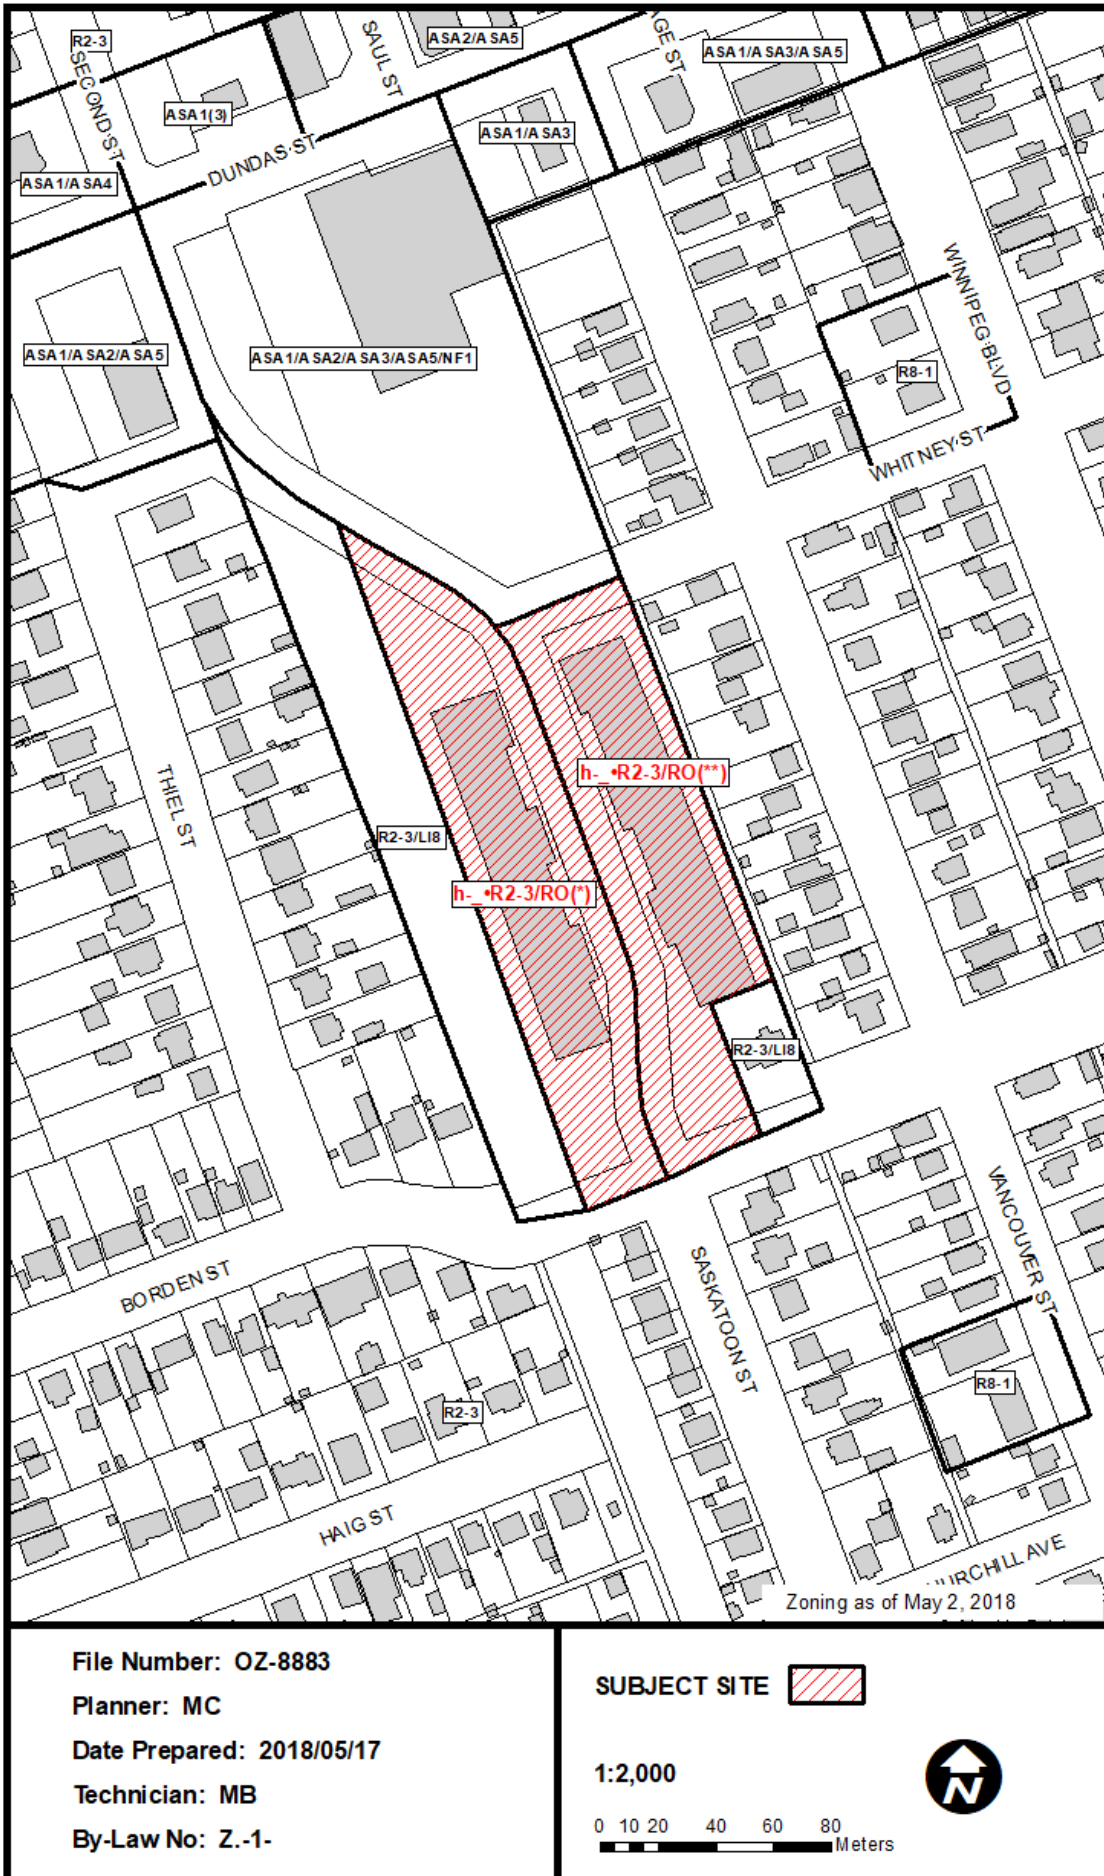 R2-3
SECOND ST
SAUL ST
ASA2/ASA5
AGE ST
ASA1/ASA3/ASA5
ASA1(3)
ASA1/ASA3
DUNDAS ST
ASA1/ASA4
WINNIPEG BLVD
ASA1/ASA2/ASA5
ASA1/ASA2/ASA3/ASA5/NF1
R8-1
WHITNEY ST
THIEL ST
h-_•R2-3/RO(**)
R2-3/LI8
h-_•R2-3/RO(*)
R2-3/LI8
VANCOUVER ST
BORDEN ST
SASKATOON ST
R8-1
R2-3
HAIG ST
URCHILL AVE
Zoning as of May 2, 2018
File Number: OZ-8883
Planner: MC
Date Prepared: 2018/05/17
Technician: MB
By-Law No: Z.-1-
SUBJECT SITE
1:2,000
N
0 10 20 40 60 80
Meters